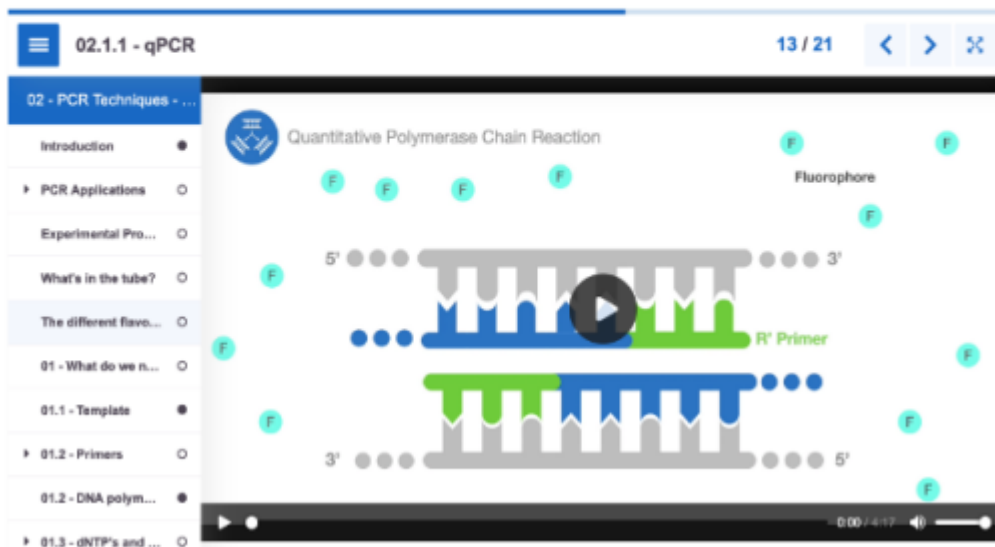 02.1.1 - qPCR
13 / 21
02 - PCR Techniques - ...
Introduction
PCR Applications
Experimental Pro...
What's in the tube?
The different flavo...
01 - What do we n...
01.1 - Template
01.2 - Primers
01.2 - DNA polym...
01.3 - dNTP's and ...
Quantitative Polymerase Chain Reaction
F
F
F
F
F
F
Fluorophore
F
5'
3'
F
R' Primer
F
F
F
F
3'
5'
F
0:00 / 4:17